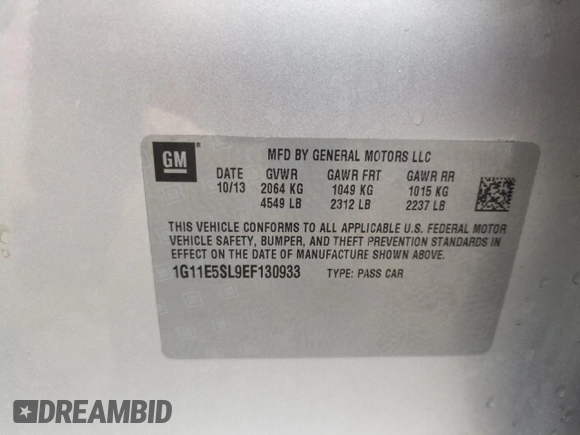 GM
MFD BY GENERAL MOTORS LLC
DATE GVWR GAWR FRT GAWR RR
10/13 2064 KG 1049 KG 1015 KG
4549 LB 2312 LB 2237 LB
THIS VEHICLE CONFORMS TO ALL APPLICABLE U.S. FEDERAL MOTOR
VEHICLE SAFETY, BUMPER, AND THEFT PREVENTION STANDARDS IN
EFFECT ON THE DATE OF MANUFACTURE SHOWN ABOVE.
1G11E5SL9EF130933 TYPE: PASS CAR
DREAMBID